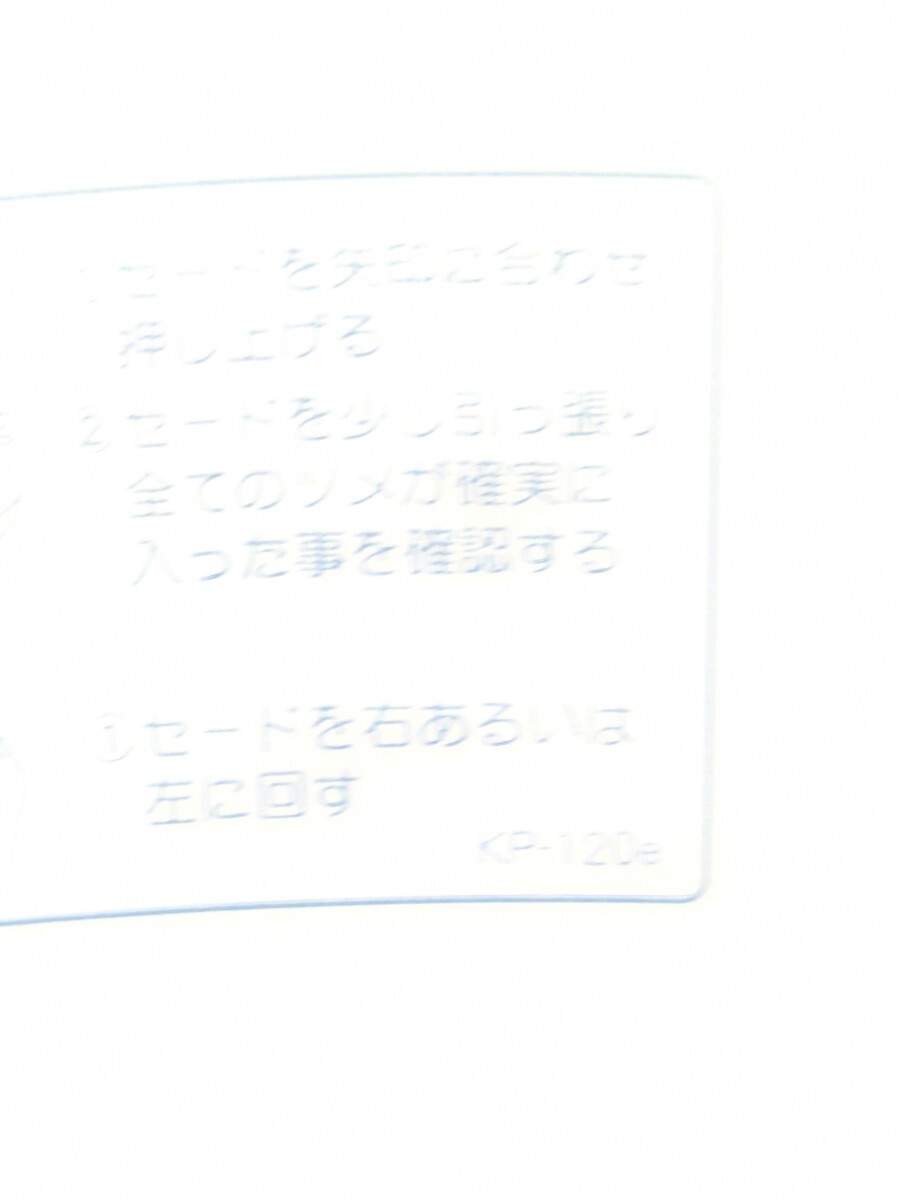 1)セードを矢印に合わせ
押し上げる
2)セードを少し引っ張り
全てのツメが確実に
入った事を確認する
①セードを右あるいは
左に回す
KP-120e